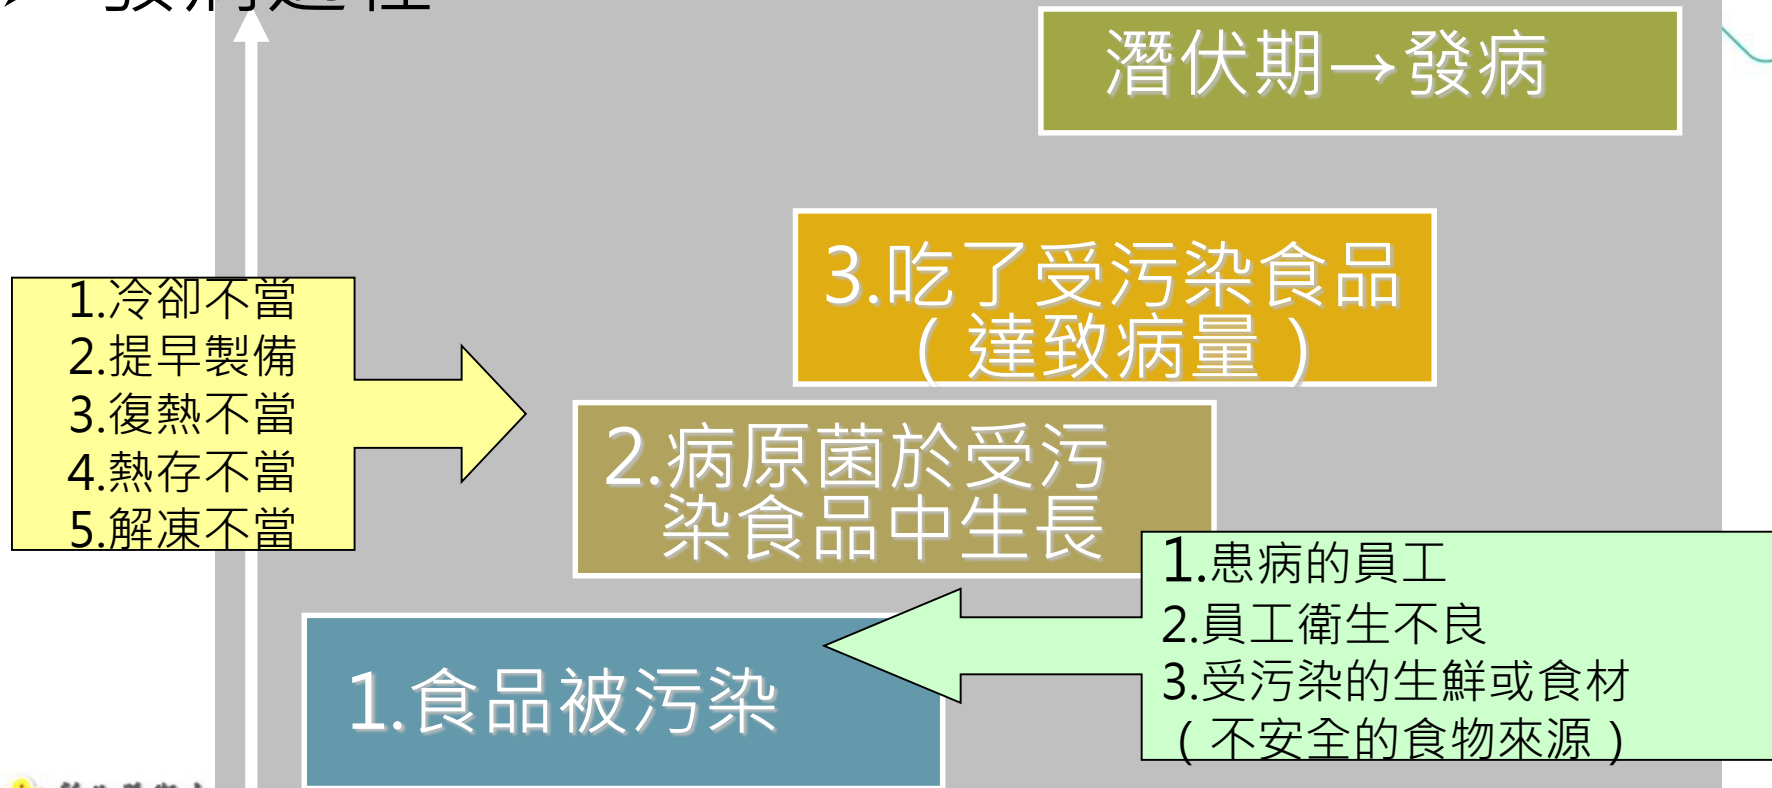 發病過程
潛伏期→發病
3.吃了受污染食品
（達致病量）
1.冷卻不當
2.提早製備
3.復熱不當
4.熱存不當
5.解凍不當
2.病原菌於受污
染食品中生長
1.患病的員工
2.員工衛生不良
3.受污染的生鮮或食材
（不安全的食物來源）
1.食品被污染